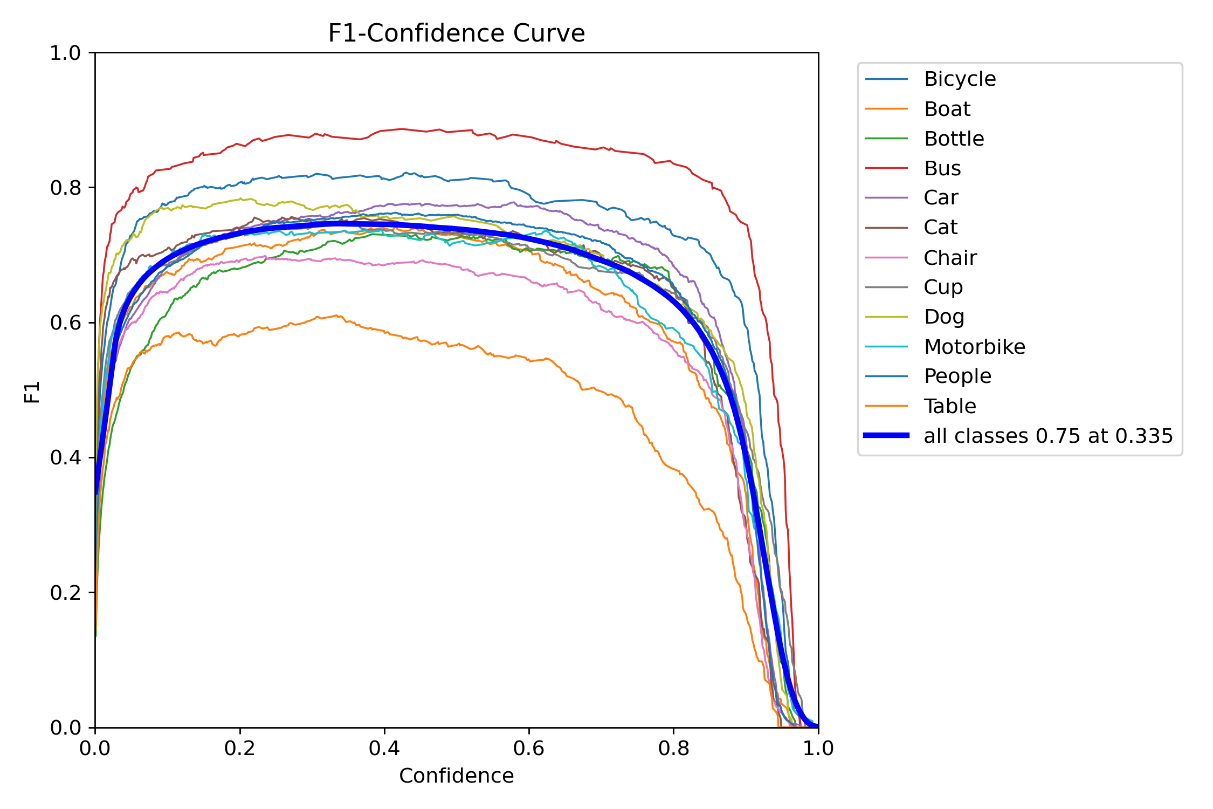 F1-Confidence Curve
1.0
0.8
0.6
0.4
0.2
0.0
F1
0.0 0.2 0.4 0.6 0.8 1.0
Confidence
Bicycle
Boat
Bottle
Bus
Car
Cat
Chair
Cup
Dog
Motorbike
People
Table
all classes 0.75 at 0.335